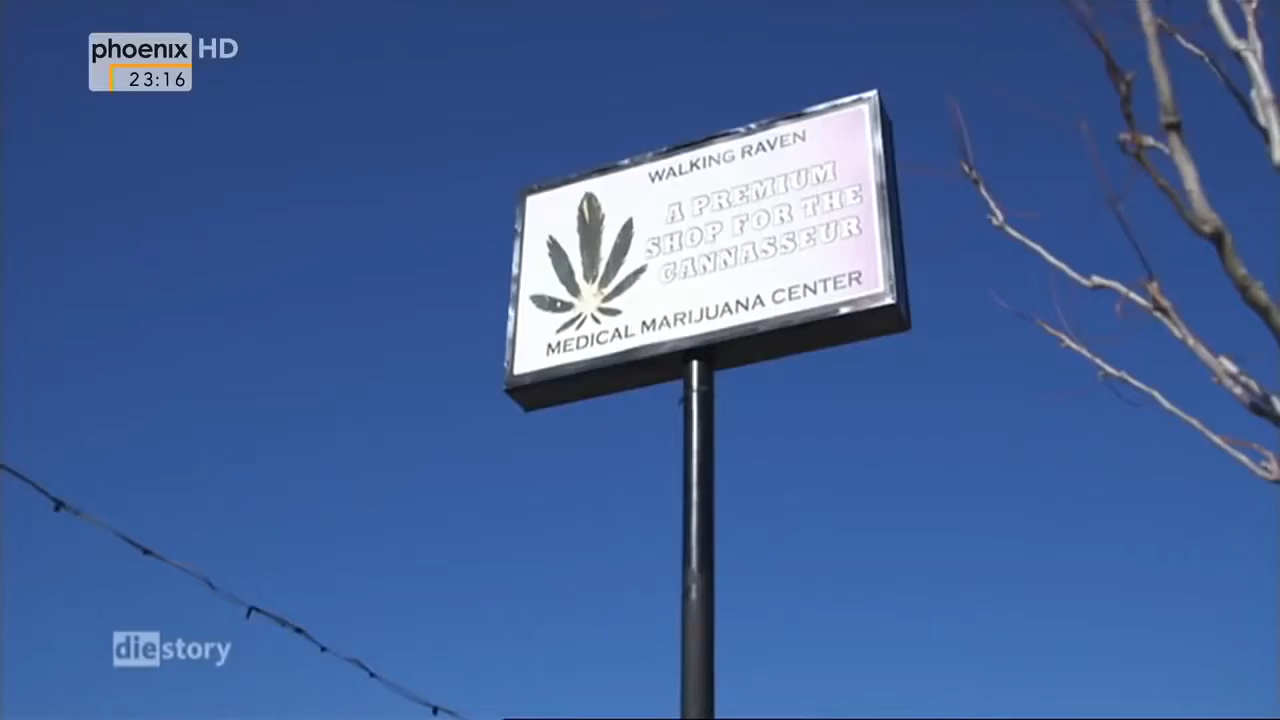 phoenix HD
23:16
WALKING RAVEN
A PREMIUM
SHOP FOR THE
CANNASSEUR
MEDICAL MARIJUANA CENTER
diestory